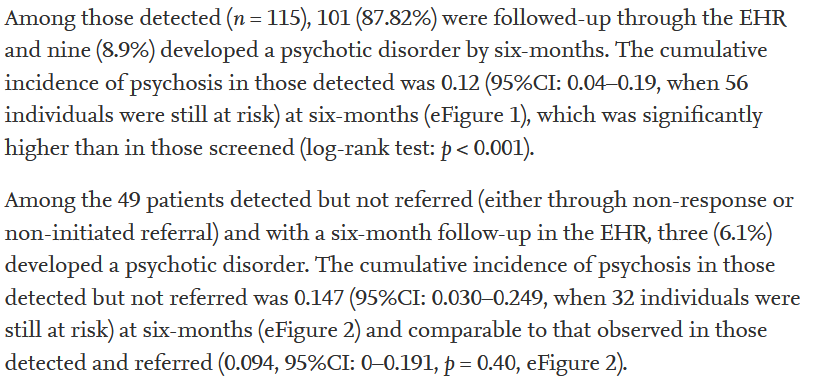 Among those detected (n = 115), 101 (87.82%) were followed-up through the EHR
and nine (8.9%) developed a psychotic disorder by six-months. The cumulative
incidence of psychosis in those detected was 0.12 (95%CI: 0.04–0.19, when 56
individuals were still at risk) at six-months (eFigure 1), which was significantly
higher than in those screened (log-rank test: p < 0.001).
Among the 49 patients detected but not referred (either through non-response or
non-initiated referral) and with a six-month follow-up in the EHR, three (6.1%)
developed a psychotic disorder. The cumulative incidence of psychosis in those
detected but not referred was 0.147 (95%CI: 0.030–0.249, when 32 individuals were
still at risk) at six-months (eFigure 2) and comparable to that observed in those
detected and referred (0.094, 95%CI: 0–0.191, p = 0.40, eFigure 2).